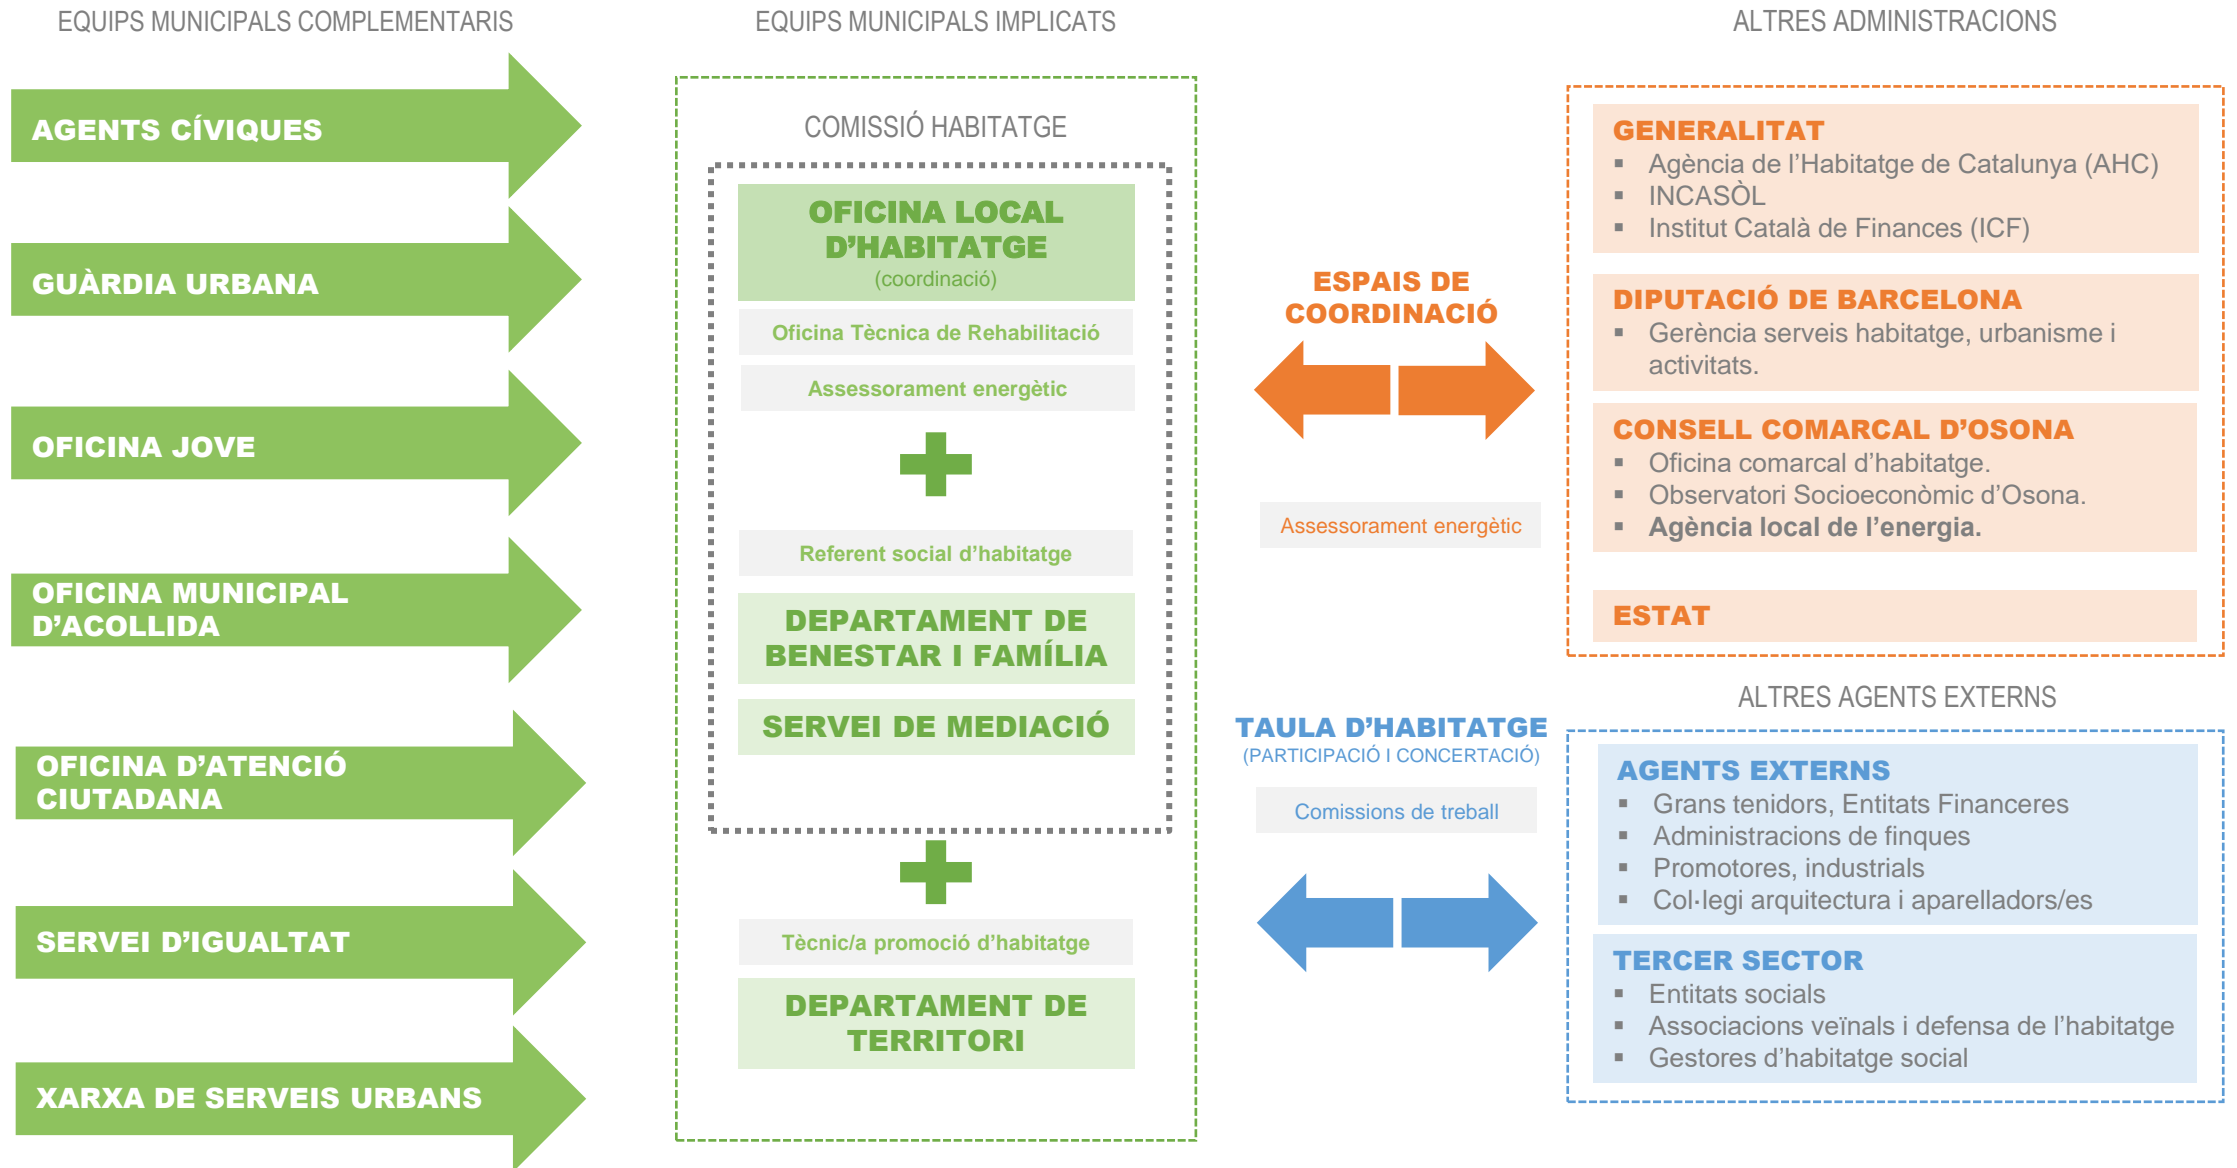 EQUIPS MUNICIPALS COMPLEMENTARIS
AGENTS CÍVIQUES
GUÀRDIA URBANA
OFICINA JOVE
OFICINA MUNICIPAL
D’ACOLLIDA
OFICINA D’ATENCIÓ
CIUTADANA
SERVEI D’IGUALTAT
XARXA DE SERVEIS URBANS
EQUIPS MUNICIPALS IMPLICATS
COMISSIÓ HABITATGE
OFICINA LOCAL
D’HABITATGE
(coordinació)
Oficina Tècnica de Rehabilitació
Assessorament energètic
Referent social d’habitatge
DEPARTAMENT DE
BENESTAR I FAMÍLIA
SERVEI DE MEDIACIÓ
Tècnic/a promoció d’habitatge
DEPARTAMENT DE
TERRITORI
ESPAIS DE
COORDINACIÓ
Assessorament energètic
TAULA D’HABITATGE
(PARTICIPACIÓ I CONCERTACIÓ)
Comissions de treball
ALTRES ADMINISTRACIONS
GENERALITAT
▪ Agència de l’Habitatge de Catalunya (AHC)
▪ INCASÒL
▪ Institut Català de Finances (ICF)
DIPUTACIÓ DE BARCELONA
▪ Gerència serveis habitatge, urbanisme i
activitats.
CONSELL COMARCAL D’OSONA
▪ Oficina comarcal d’habitatge.
▪ Observatori Socioeconòmic d’Osona.
▪ Agència local de l’energia.
ESTAT
ALTRES AGENTS EXTERNS
AGENTS EXTERNS
▪ Grans tenidors, Entitats Financeres
▪ Administracions de finques
▪ Promotores, industrials
▪ Col·legi arquitectura i aparelladors/es
TERCER SECTOR
▪ Entitats socials
▪ Associacions veïnals i defensa de l’habitatge
▪ Gestores d’habitatge social